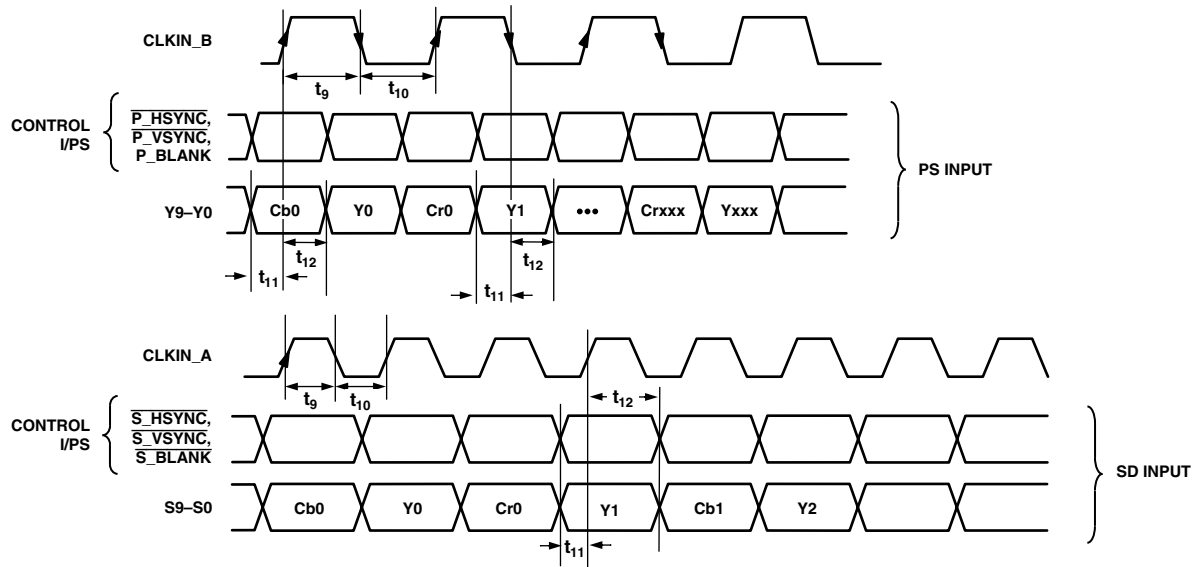 CLKIN_B
t9
t10
CONTROL
I/PS
P_HSYNC,
P_VSYNC,
P_BLANK
PS INPUT
Y9–Y0
Cb0
Y0
Cr0
Y1
•••
Crxxx
Yxxx
t12
t12
t11
t11
CLKIN_A
t9
t10
t12
CONTROL
I/PS
S_HSYNC,
S_VSYNC,
S_BLANK
SD INPUT
S9–S0
Cb0
Y0
Cr0
Y1
Cb1
Y2
t11